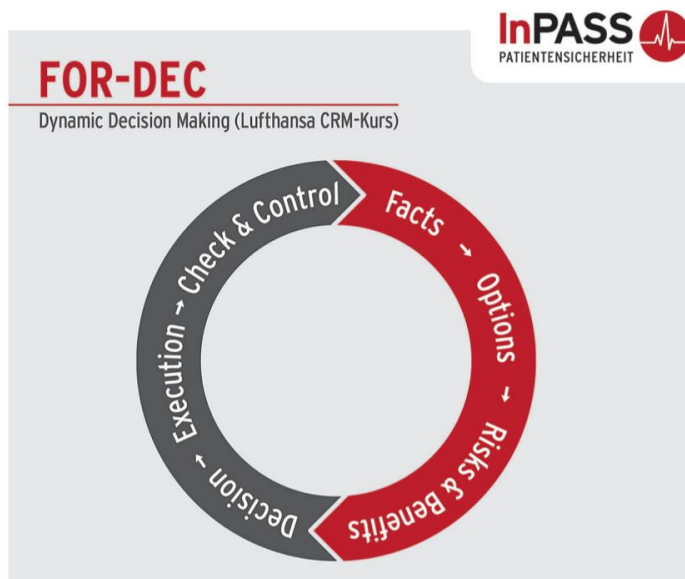 InPASS
PATIENTENSICHERHEIT
FOR-DEC
Dynamic Decision Making (Lufthansa CRM-Kurs)
Facts → Options → Risks & Benefits
Decision → Execution → Check & Control